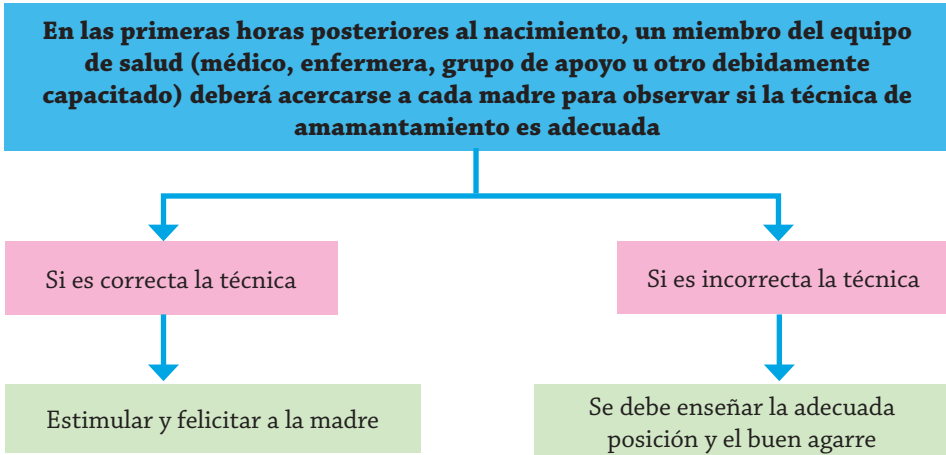 En las primeras horas posteriores al nacimiento, un miembro del equipo
de salud (médico, enfermera, grupo de apoyo u otro debidamente
capacitado) deberá acercarse a cada madre para observar si la técnica de
amamantamiento es adecuada
Si es correcta la técnica
Si es incorrecta la técnica
Estimular y felicitar a la madre
Se debe enseñar la adecuada
posición y el buen agarre